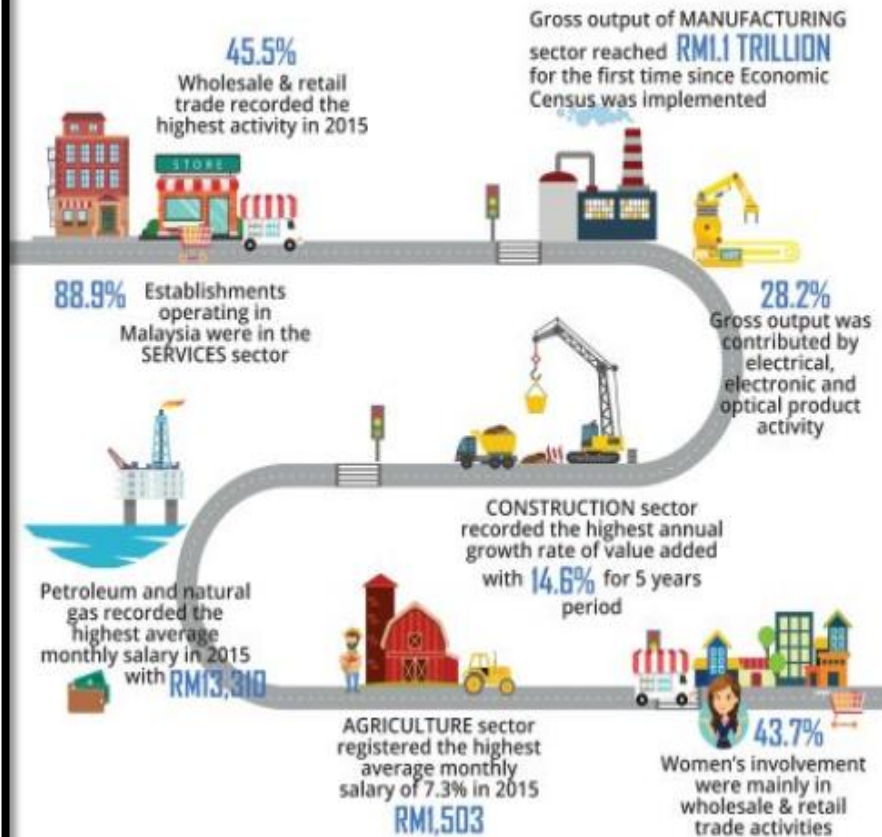 45.5%
Wholesale & retail
trade recorded the
highest activity in 2015
Gross output of MANUFACTURING
sector reached RM1.1 TRILLION
for the first time since Economic
Census was implemented
STORE
88.9% Establishments
operating in
Malaysia were in the
SERVICES sector
28.2%
Gross output was
contributed by
electrical,
electronic and
optical product
activity
CONSTRUCTION sector
recorded the highest annual
growth rate of value added
with 14.6% for 5 years
period
Petroleum and natural
gas recorded the
highest average
monthly salary in 2015
with RM13,310
AGRICULTURE sector
registered the highest
average monthly
salary of 7.3% in 2015
RM1,503
43.7%
Women's involvement
were mainly in
wholesale & retail
trade activities